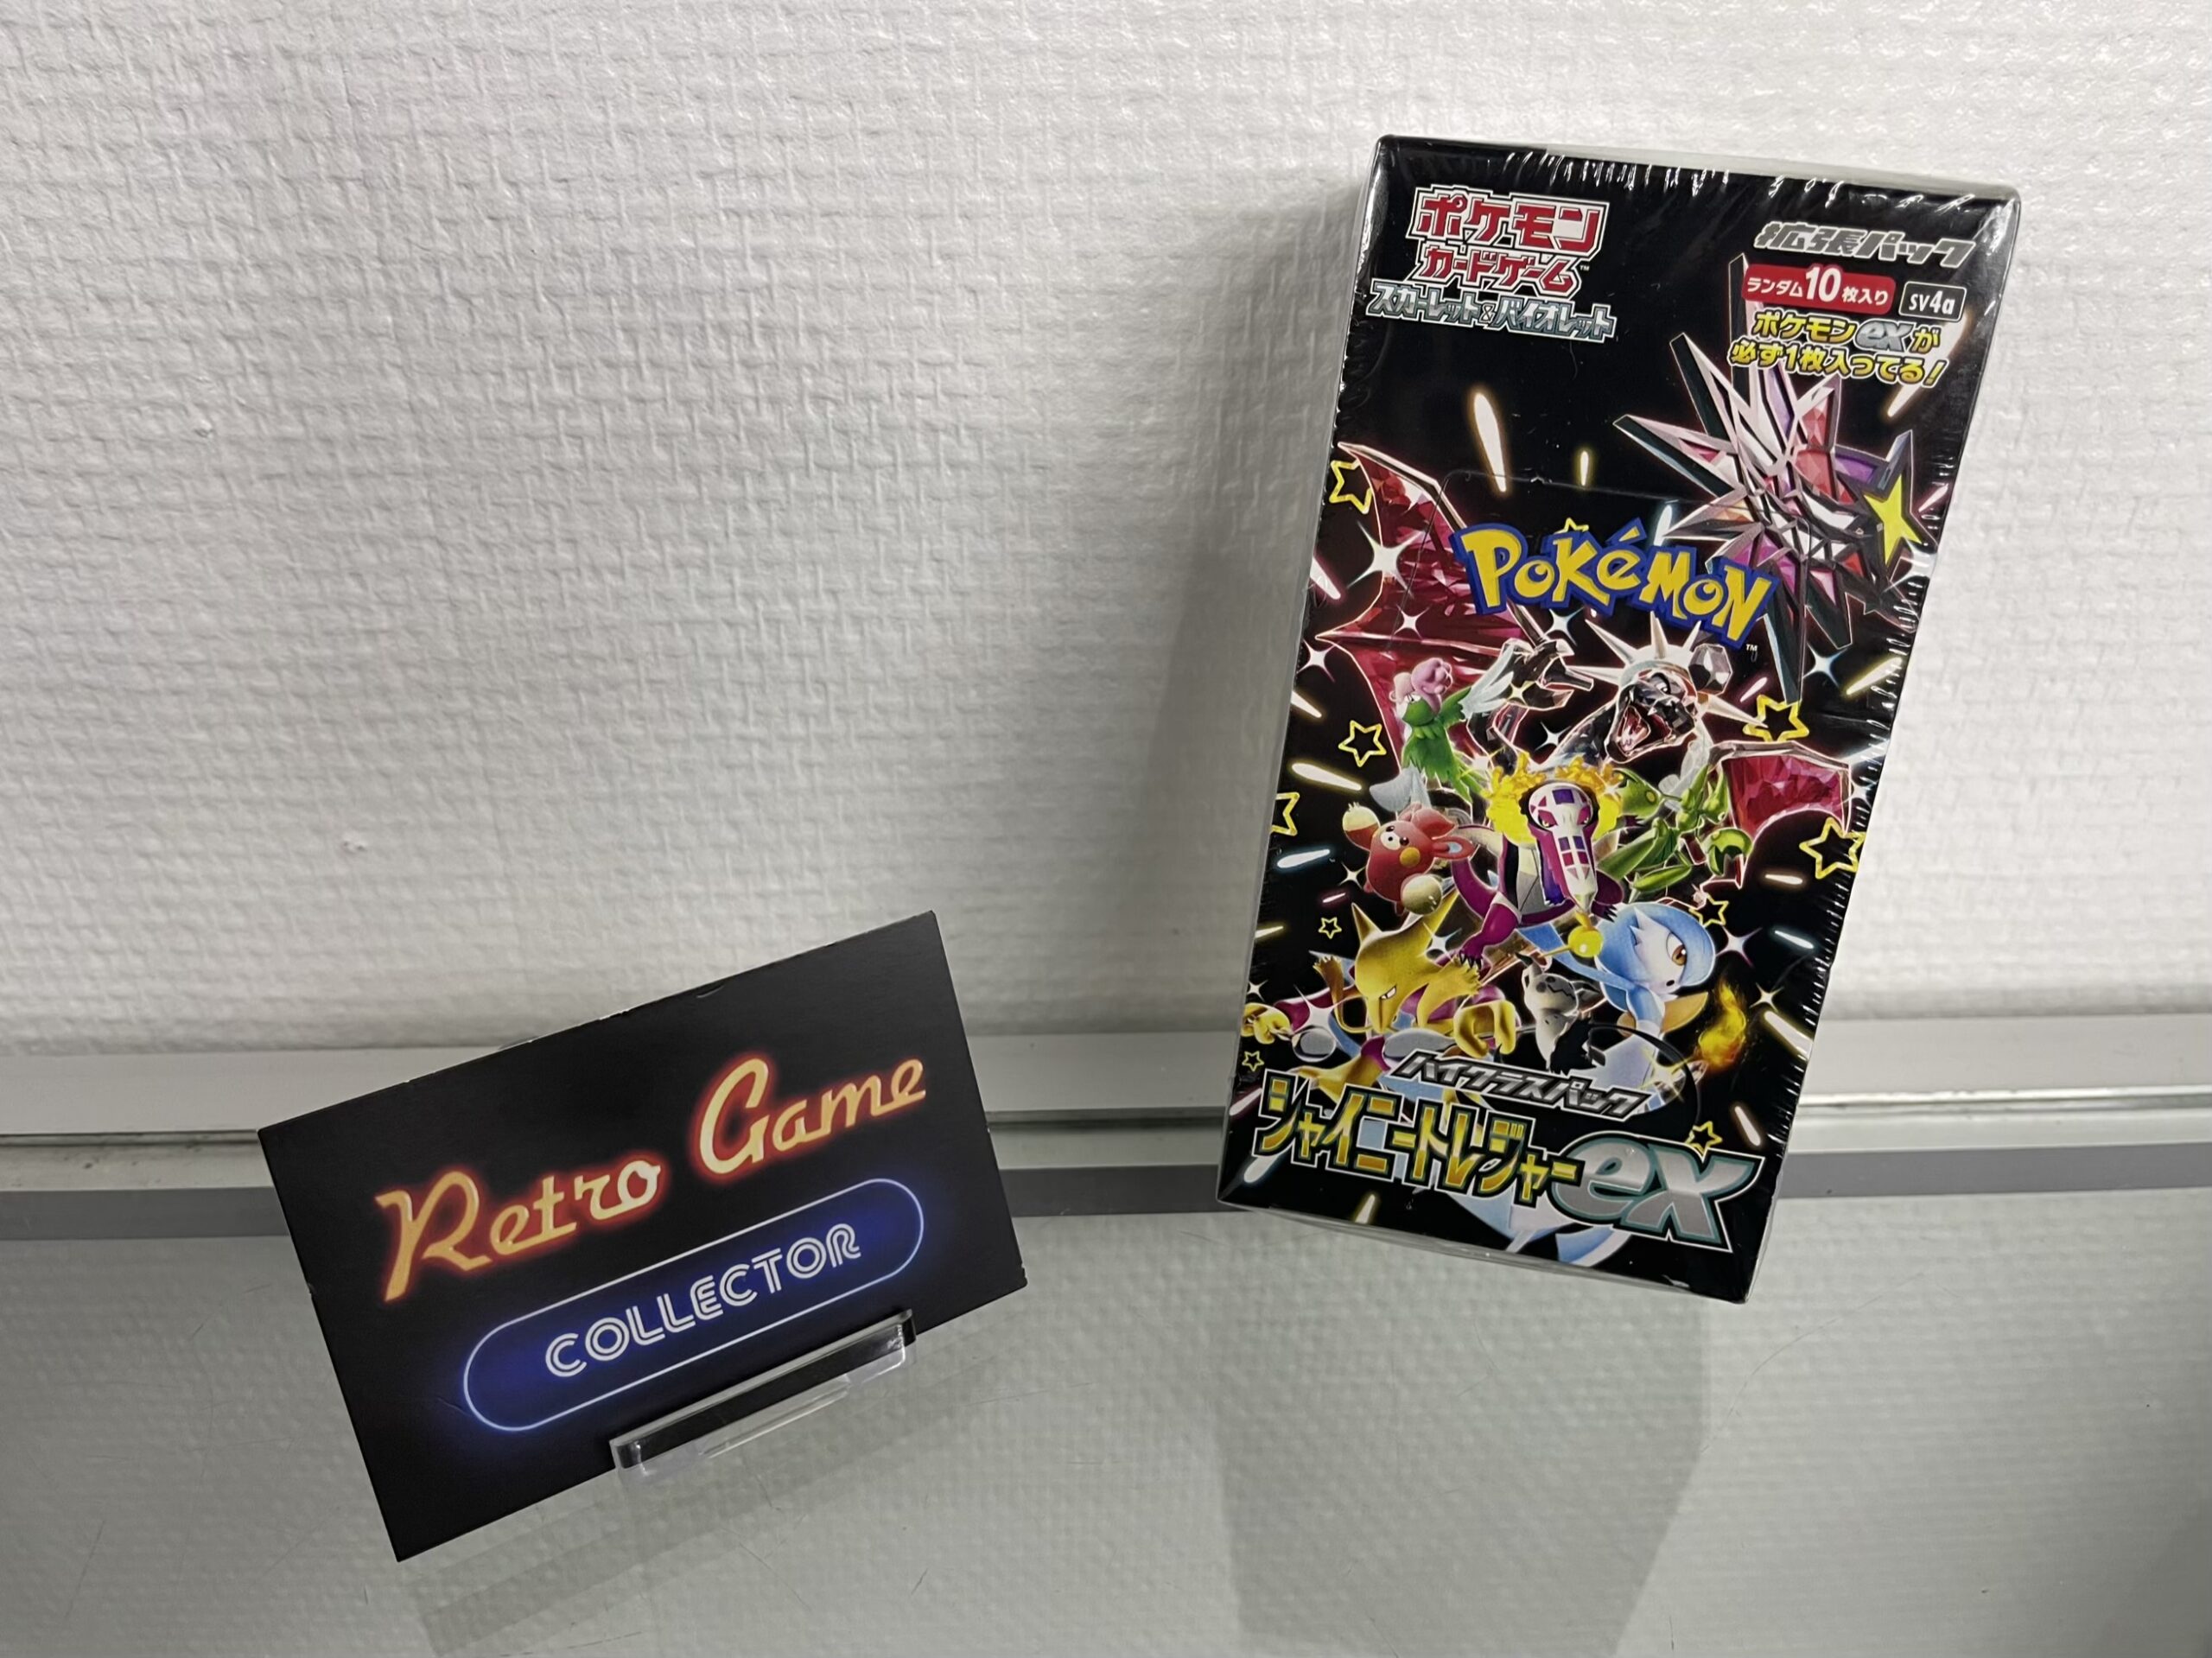 Retro Game
COLLECTOR
ポケモン
カードゲーム™
スカーレット&バイオレット
拡張パック
ランダム10枚入り sv4a
ポケモンexが
必ず1枚入ってる!
POKéMON™
ハイクラスパック
シャイニートレジャーex